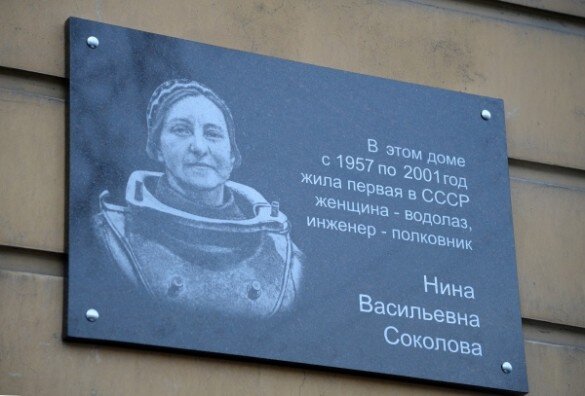 В этом доме
с 1957 по 2001 год
жила первая в СССР
женщина - водолаз,
инженер - полковник
Нина
Васильевна
Соколова